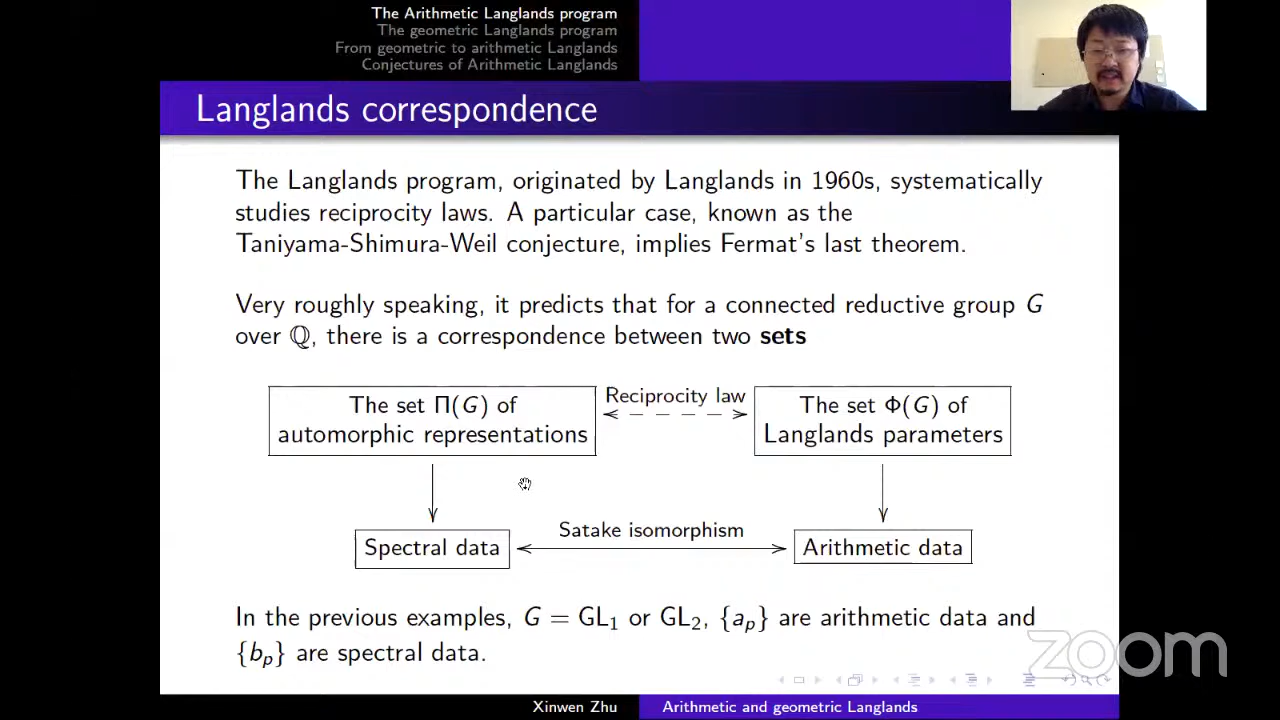 The Arithmetic Langlands program
The geometric Langlands program
From geometric to arithmetic Langlands
Conjectures of Arithmetic Langlands
Langlands correspondence
The Langlands program, originated by Langlands in 1960s, systematically
studies reciprocity laws. A particular case, known as the
Taniyama-Shimura-Weil conjecture, implies Fermat's last theorem.
Very roughly speaking, it predicts that for a connected reductive group G
over ℚ, there is a correspondence between two sets
The set Π(G) of
automorphic representations
Reciprocity law
The set Φ(G) of
Langlands parameters
Spectral data
Satake isomorphism
Arithmetic data
In the previous examples, G = GL₁ or GL₂, {aₚ} are arithmetic data and
{bₚ} are spectral data.
zoom
Xinwen Zhu
Arithmetic and geometric Langlands